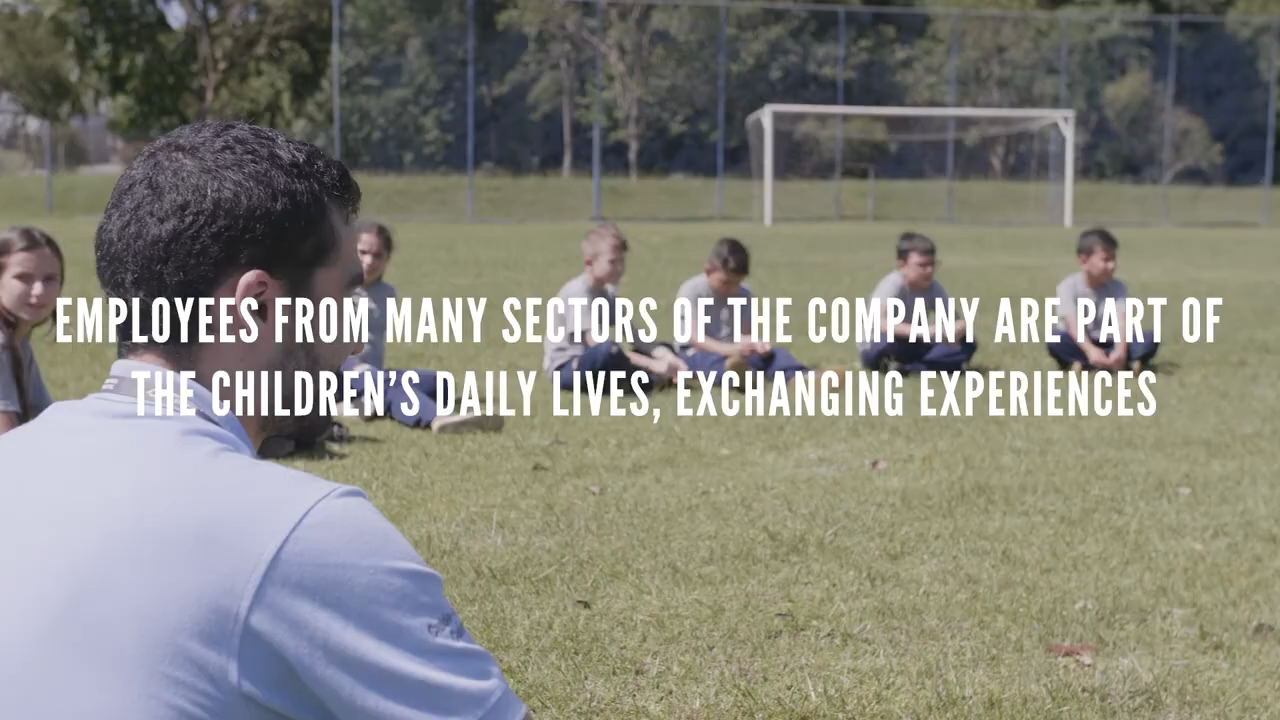 EMPLOYEES FROM MANY SECTORS OF THE COMPANY ARE PART OF
THE CHILDREN’S DAILY LIVES, EXCHANGING EXPERIENCES